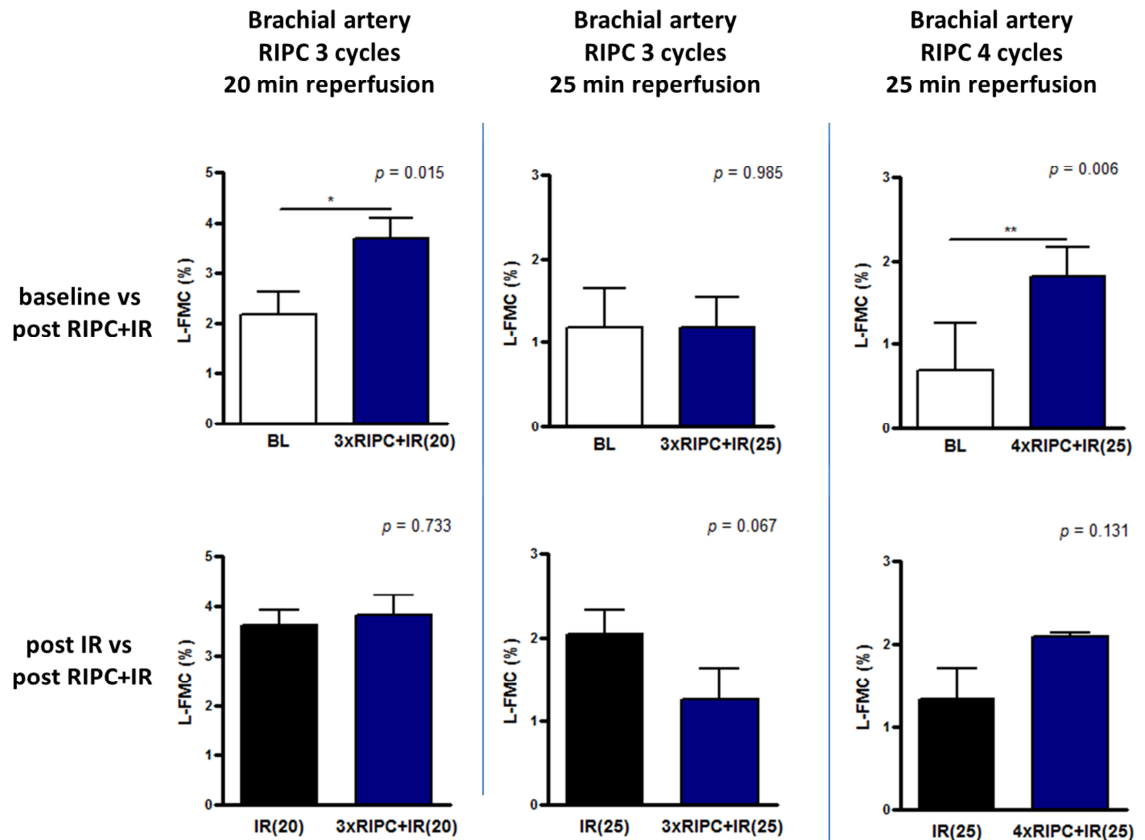 Brachial artery
RIPC 3 cycles
20 min reperfusion
Brachial artery
RIPC 3 cycles
25 min reperfusion
Brachial artery
RIPC 4 cycles
25 min reperfusion
baseline vs
post RIPC+IR
p = 0.015
*
L-FMC (%)
5
4
3
2
1
0
BL
3xRIPC+IR(20)
p = 0.985
L-FMC (%)
3
2
1
0
BL
3xRIPC+IR(25)
p = 0.006
**
L-FMC (%)
3
2
1
0
BL
4xRIPC+IR(25)
post IR vs
post RIPC+IR
p = 0.733
L-FMC (%)
5
4
3
2
1
0
IR(20)
3xRIPC+IR(20)
p = 0.067
L-FMC (%)
3
2
1
0
IR(25)
3xRIPC+IR(25)
p = 0.131
L-FMC (%)
3
2
1
0
IR(25)
4xRIPC+IR(25)